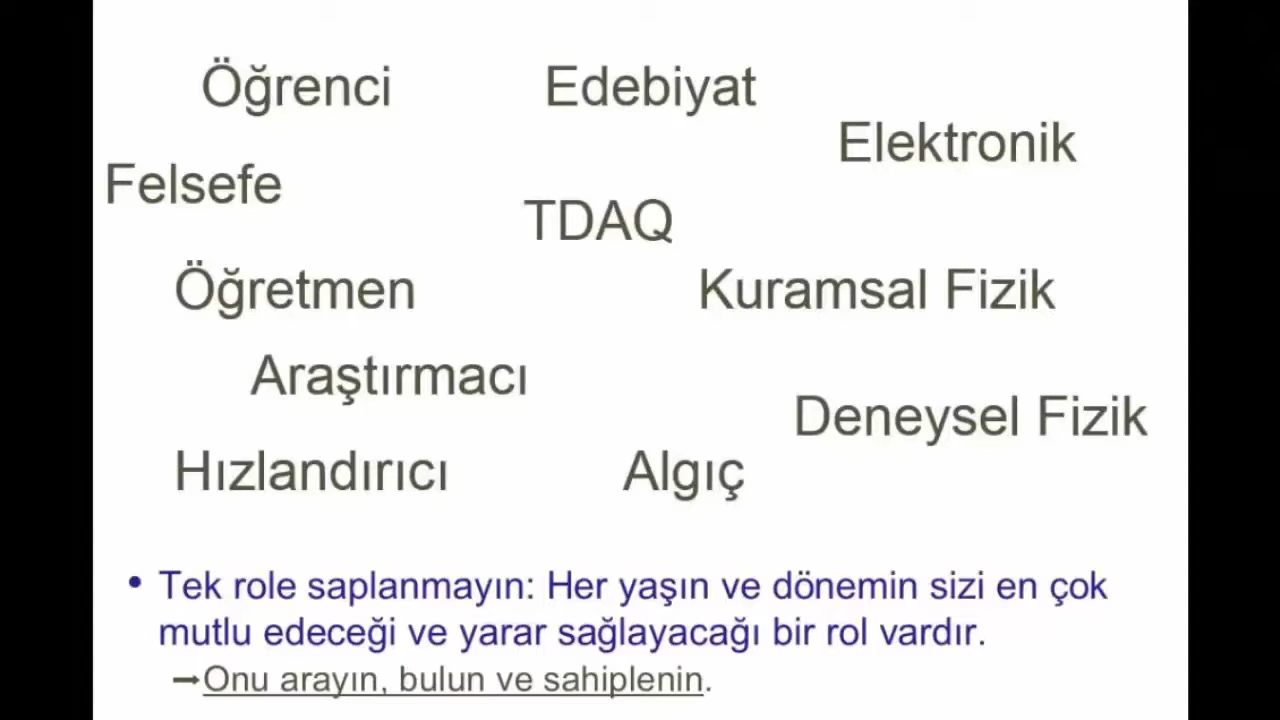 Öğrenci
Edebiyat
Elektronik
Felsefe
TDAQ
Öğretmen
Kuramsal Fizik
Araştırmacı
Deneysel Fizik
Hızlandırıcı
Algıç
• Tek role saplanmayın: Her yaşın ve dönemin sizi en çok
mutlu edeceği ve yarar sağlayacağı bir rol vardır.
➞Onu arayın, bulun ve sahiplenin.